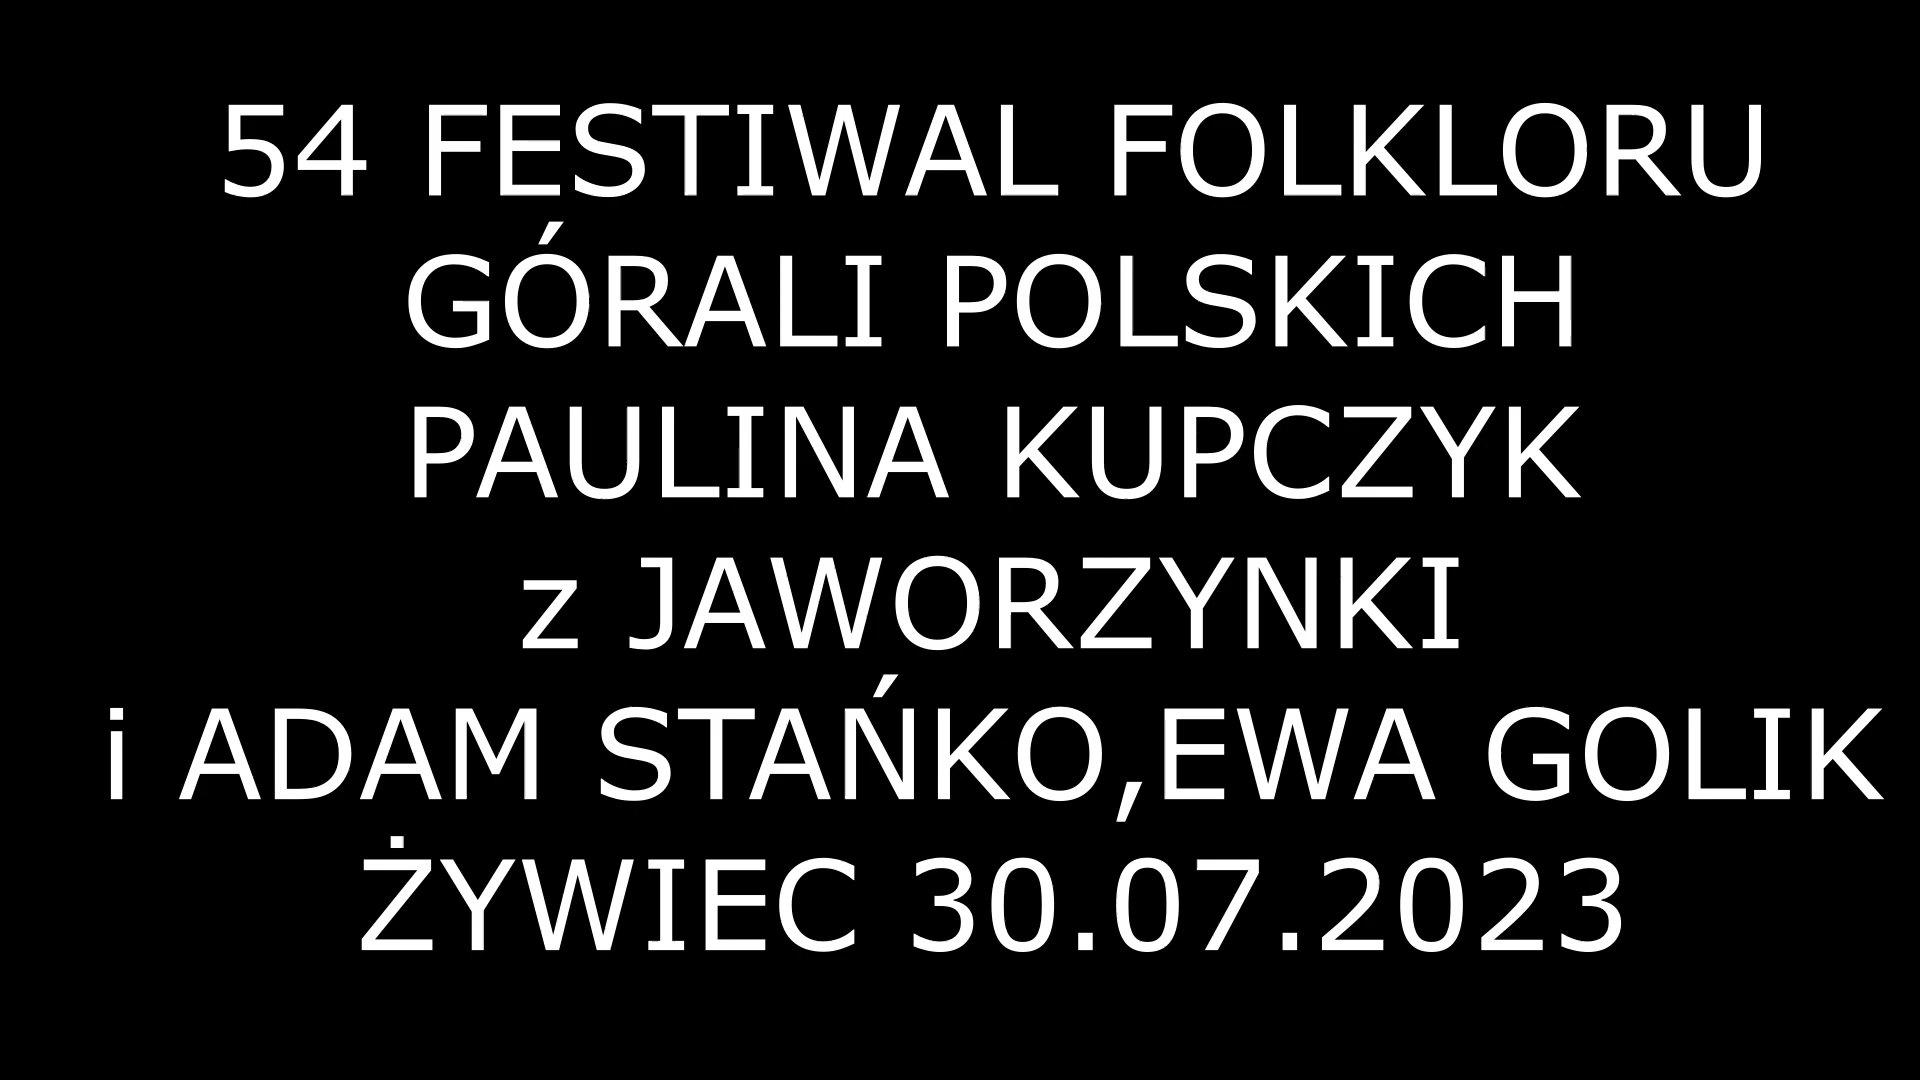 54 FESTIWAL FOLKLORU
GÓRALI POLSKICH
PAULINA KUPCZYK
z JAWORZYNKI
i ADAM STAŃKO,EWA GOLIK
ŻYWIEC 30.07.2023